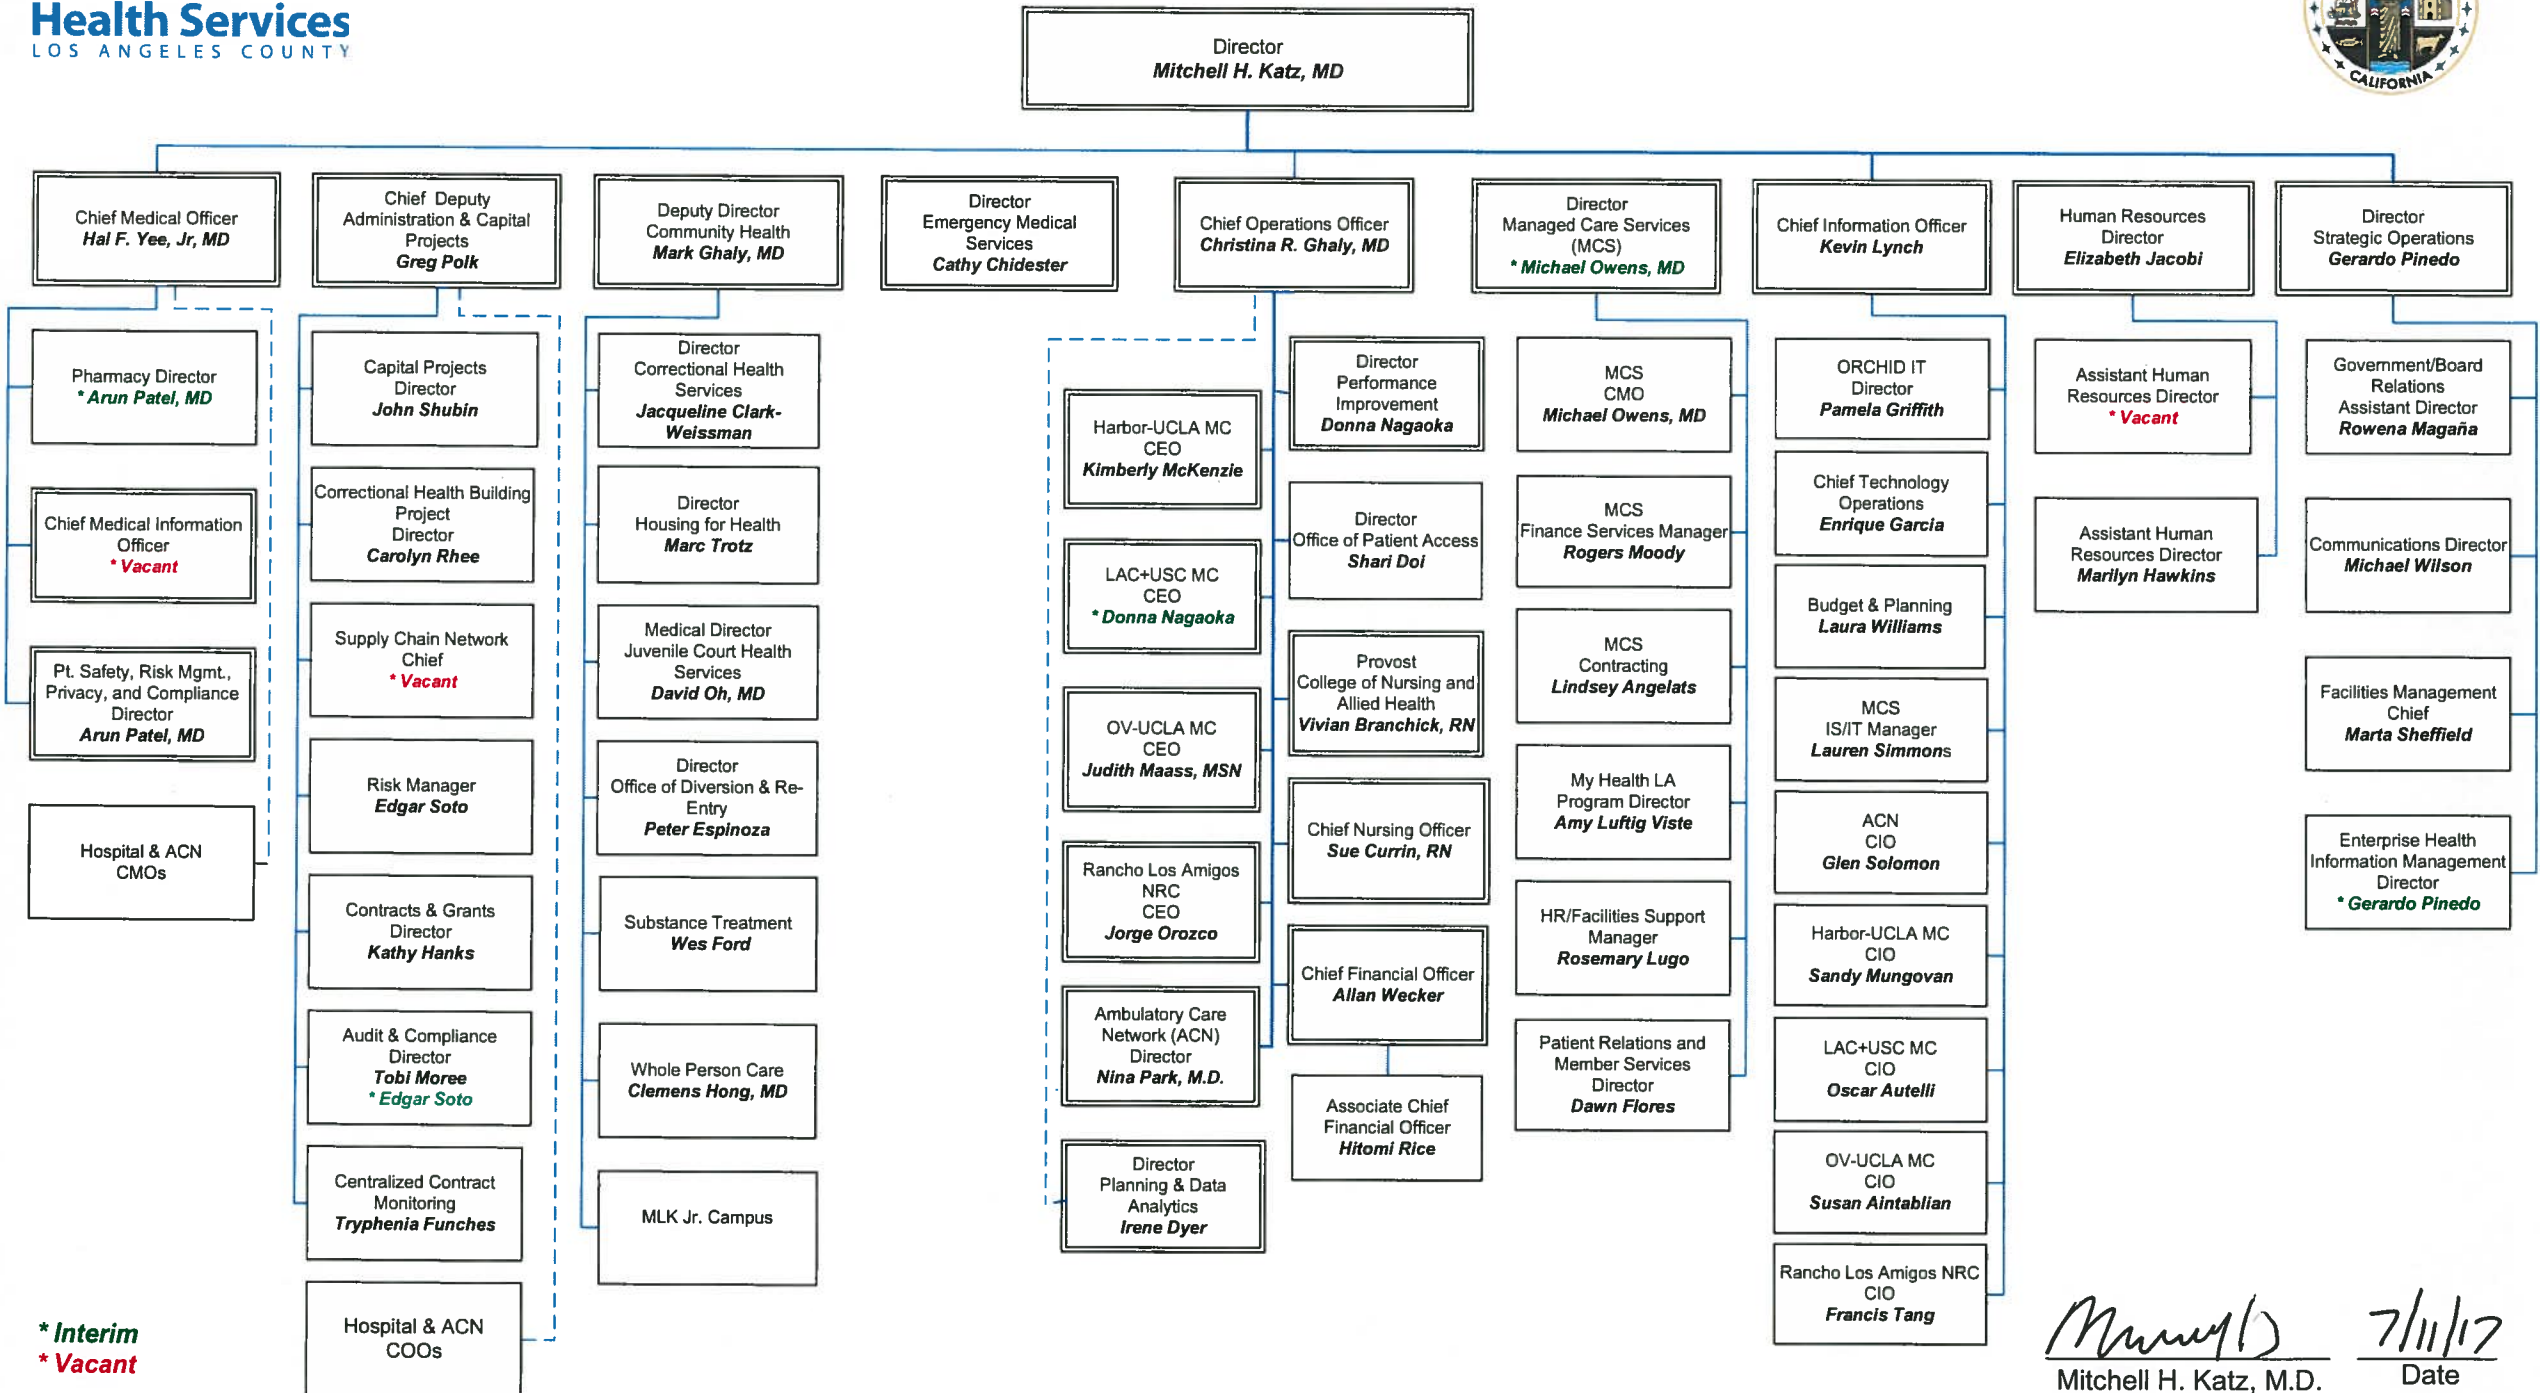 Health Services
LOS ANGELES COUNTY
CALIFORNIA
Director
Mitchell H. Katz, MD
Chief Medical Officer
Hal F. Yee, Jr, MD
Chief Deputy
Administration & Capital
Projects
Greg Polk
Deputy Director
Community Health
Mark Ghaly, MD
Director
Emergency Medical
Services
Cathy Chidester
Chief Operations Officer
Christina R. Ghaly, MD
Director
Managed Care Services
(MCS)
* Michael Owens, MD
Chief Information Officer
Kevin Lynch
Human Resources
Director
Elizabeth Jacobi
Director
Strategic Operations
Gerardo Pinedo
Pharmacy Director
* Arun Patel, MD
Chief Medical Information
Officer
* Vacant
Pt. Safety, Risk Mgmt.,
Privacy, and Compliance
Director
Arun Patel, MD
Hospital & ACN
CMOs
Capital Projects
Director
John Shubin
Correctional Health Building
Project
Director
Carolyn Rhee
Supply Chain Network
Chief
* Vacant
Risk Manager
Edgar Soto
Contracts & Grants
Director
Kathy Hanks
Audit & Compliance
Director
Tobi Moree
* Edgar Soto
Centralized Contract
Monitoring
Tryphenia Funches
Hospital & ACN
COOs
Director
Correctional Health
Services
Jacqueline Clark-
Weissman
Director
Housing for Health
Marc Trotz
Medical Director
Juvenile Court Health
Services
David Oh, MD
Director
Office of Diversion & Re-
Entry
Peter Espinoza
Substance Treatment
Wes Ford
Whole Person Care
Clemens Hong, MD
MLK Jr. Campus
Harbor-UCLA MC
CEO
Kimberly McKenzie
LAC+USC MC
CEO
* Donna Nagaoka
OV-UCLA MC
CEO
Judith Maass, MSN
Rancho Los Amigos
NRC
CEO
Jorge Orozco
Ambulatory Care
Network (ACN)
Director
Nina Park, M.D.
Director
Planning & Data
Analytics
Irene Dyer
Director
Performance
Improvement
Donna Nagaoka
Director
Office of Patient Access
Shari Doi
Provost
College of Nursing and
Allied Health
Vivian Branchick, RN
Chief Nursing Officer
Sue Currin, RN
Chief Financial Officer
Allan Wecker
Associate Chief
Financial Officer
Hitomi Rice
MCS
CMO
Michael Owens, MD
MCS
Finance Services Manager
Rogers Moody
MCS
Contracting
Lindsey Angelats
My Health LA
Program Director
Amy Luftig Viste
HR/Facilities Support
Manager
Rosemary Lugo
Patient Relations and
Member Services
Director
Dawn Flores
ORCHID IT
Director
Pamela Griffith
Chief Technology
Operations
Enrique Garcia
Budget & Planning
Laura Williams
MCS
IS/IT Manager
Lauren Simmons
ACN
CIO
Glen Solomon
Harbor-UCLA MC
CIO
Sandy Mungovan
LAC+USC MC
CIO
Oscar Autelli
OV-UCLA MC
CIO
Susan Aintablian
Rancho Los Amigos NRC
CIO
Francis Tang
Assistant Human
Resources Director
* Vacant
Assistant Human
Resources Director
Marilyn Hawkins
Government/Board
Relations
Assistant Director
Rowena Magaña
Communications Director
Michael Wilson
Facilities Management
Chief
Marta Sheffield
Enterprise Health
Information Management
Director
* Gerardo Pinedo
* Interim
* Vacant
7/11/17
Mitchell H. Katz, M.D.
Date